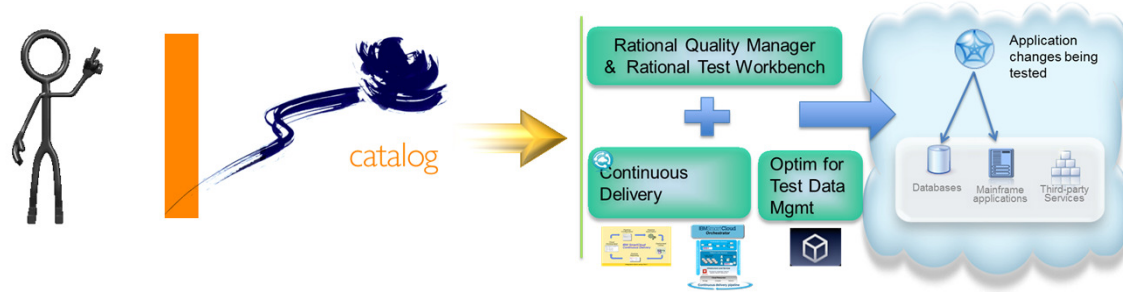 catalog
Rational Quality Manager
& Rational Test Workbench
Continuous
Delivery
Optim for
Test Data
Mgmt
Application
changes being
tested
Databases
Mainframe
applications
Third-party
Services
Orchestrator